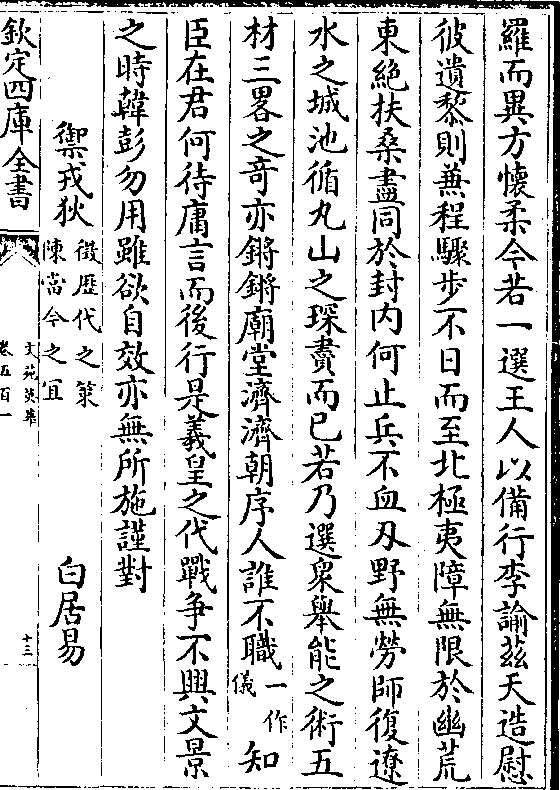 羅而異方懷柔今若一選王人以備行李諭兹天造慰
彼遺黎則兼程驟步不日而至北極夷障無限於幽荒
東絶扶桑盡同於封内何止兵不血刃野無勞師復遼
水之城池循丸山之琛賮而已若乃選衆舉能之術五
材三畧之竒亦鏘鏘廟堂濟濟朝序人誰不職一作儀知
臣在君何待庸言而後行是義皇之代戰争不興文景
之時韓彭勿用雖欲自效亦無所施謹對
禦戎狄徴歴代之策陳當今之宜 白居易
欽定四庫全書
文苑英華
卷五百一
十三